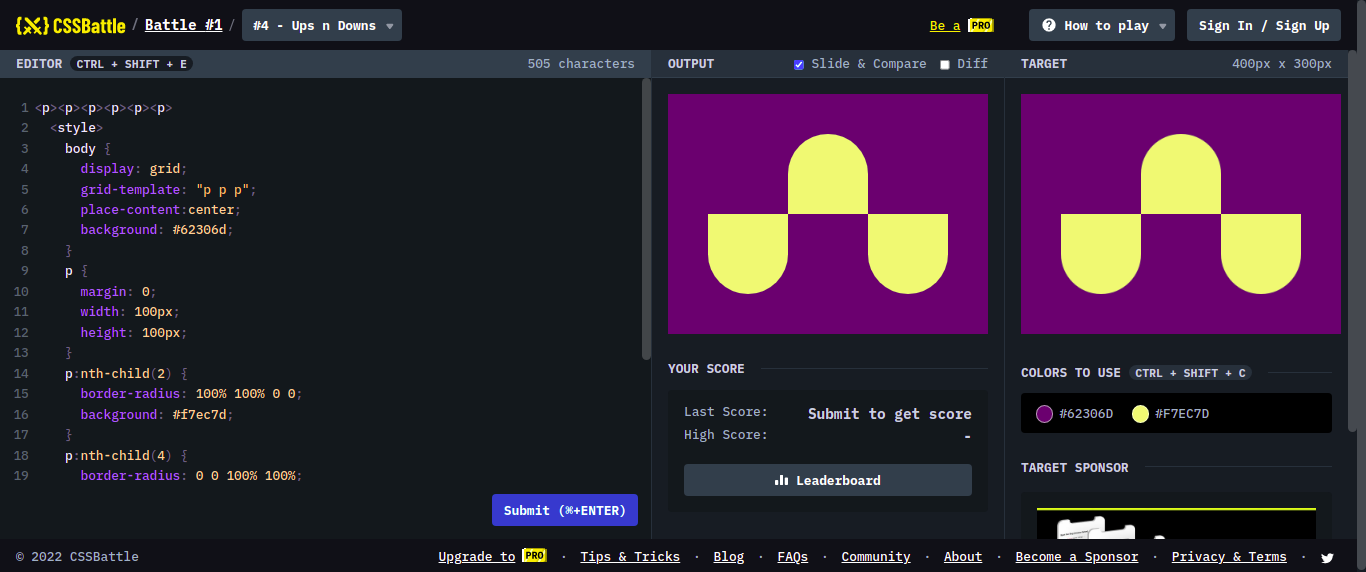 {X} CSSBattle / Battle #1 / #4 - Ups n Downs
Be a PRO
How to play
Sign In / Sign Up
EDITOR CTRL + SHIFT + E 505 characters
OUTPUT Slide & Compare Diff
TARGET 400px x 300px
1 <p><p><p><p><p><p>
2 <style>
3 body {
4 display: grid;
5 grid-template: "p p p";
6 place-content:center;
7 background: #62306d;
8 }
9 p {
10 margin: 0;
11 width: 100px;
12 height: 100px;
13 }
14 p:nth-child(2) {
15 border-radius: 100% 100% 0 0;
16 background: #f7ec7d;
17 }
18 p:nth-child(4) {
19 border-radius: 0 0 100% 100%;
Submit (⌘+ENTER)
YOUR SCORE
Last Score: Submit to get score
High Score: -
Leaderboard
COLORS TO USE CTRL + SHIFT + C
#62306D #F7EC7D
TARGET SPONSOR
© 2022 CSSBattle
Upgrade to PRO · Tips & Tricks · Blog · FAQs · Community · About · Become a Sponsor · Privacy & Terms ·